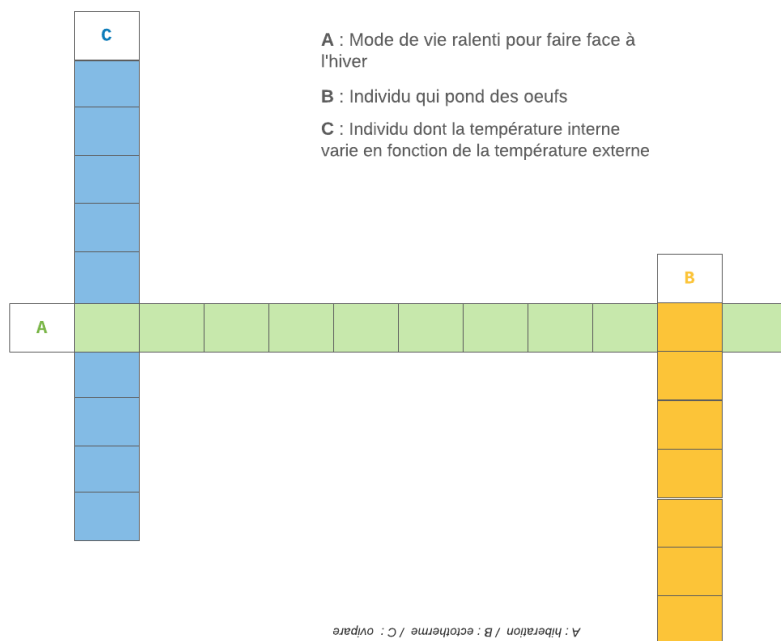 C
A : Mode de vie ralenti pour faire face à
l'hiver
B : Individu qui pond des oeufs
C : Individu dont la température interne
varie en fonction de la température externe
B
A
A : hiberation / B : ectotherme / C : ovipare